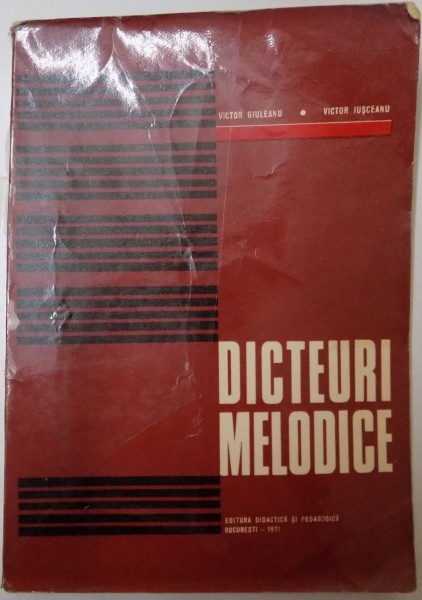 VICTOR GIULEANU • VICTOR IUȘCEANU
DICTEURI
MELODICE
EDITURA DIDACTICĂ ȘI PEDAGOGICĂ
BUCUREȘTI - 1971